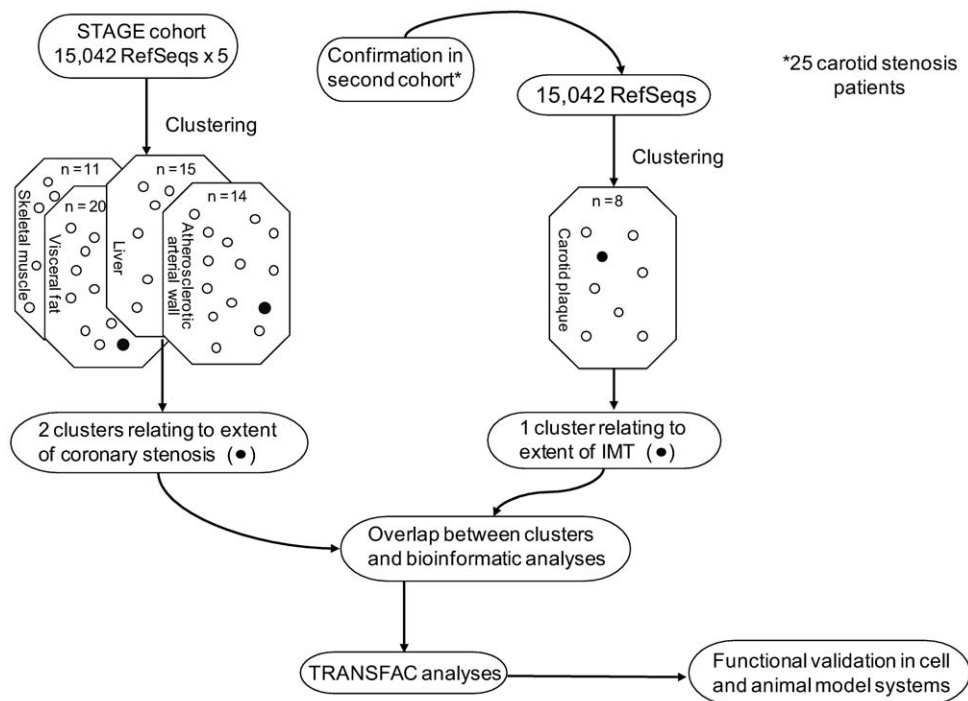 STAGE cohort
15,042 RefSeqs x 5
Confirmation in
second cohort*
*25 carotid stenosis
patients
15,042 RefSeqs
Clustering
Clustering
n = 11
Skeletal muscle
n = 20
Visceral fat
n = 15
Liver
n = 14
Atherosclerotic
arterial wall
n = 8
Carotid plaque
2 clusters relating to extent
of coronary stenosis (●)
1 cluster relating to
extent of IMT (●)
Overlap between clusters
and bioinformatic analyses
TRANSFAC analyses
Functional validation in cell
and animal model systems